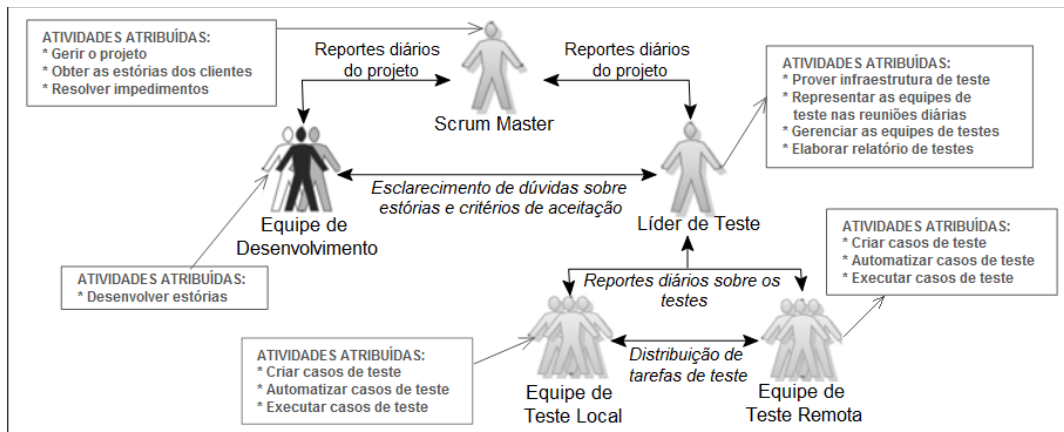 ATIVIDADES ATRIBUÍDAS:
* Gerir o projeto
* Obter as estórias dos clientes
* Resolver impedimentos
Reportes diários
do projeto
Reportes diários
do projeto
Scrum Master
ATIVIDADES ATRIBUÍDAS:
* Prover infraestrutura de teste
* Representar as equipes de
teste nas reuniões diárias
* Gerenciar as equipes de testes
* Elaborar relatório de testes
Esclarecimento de dúvidas sobre
estórias e critérios de aceitação
Equipe de
Desenvolvimento
Líder de Teste
ATIVIDADES ATRIBUÍDAS:
* Criar casos de teste
* Automatizar casos de teste
* Executar casos de teste
ATIVIDADES ATRIBUÍDAS:
* Desenvolver estórias
Reportes diários sobre os
testes
ATIVIDADES ATRIBUÍDAS:
* Criar casos de teste
* Automatizar casos de teste
* Executar casos de teste
Distribuição de
tarefas de teste
Equipe de
Teste Local
Equipe de
Teste Remota